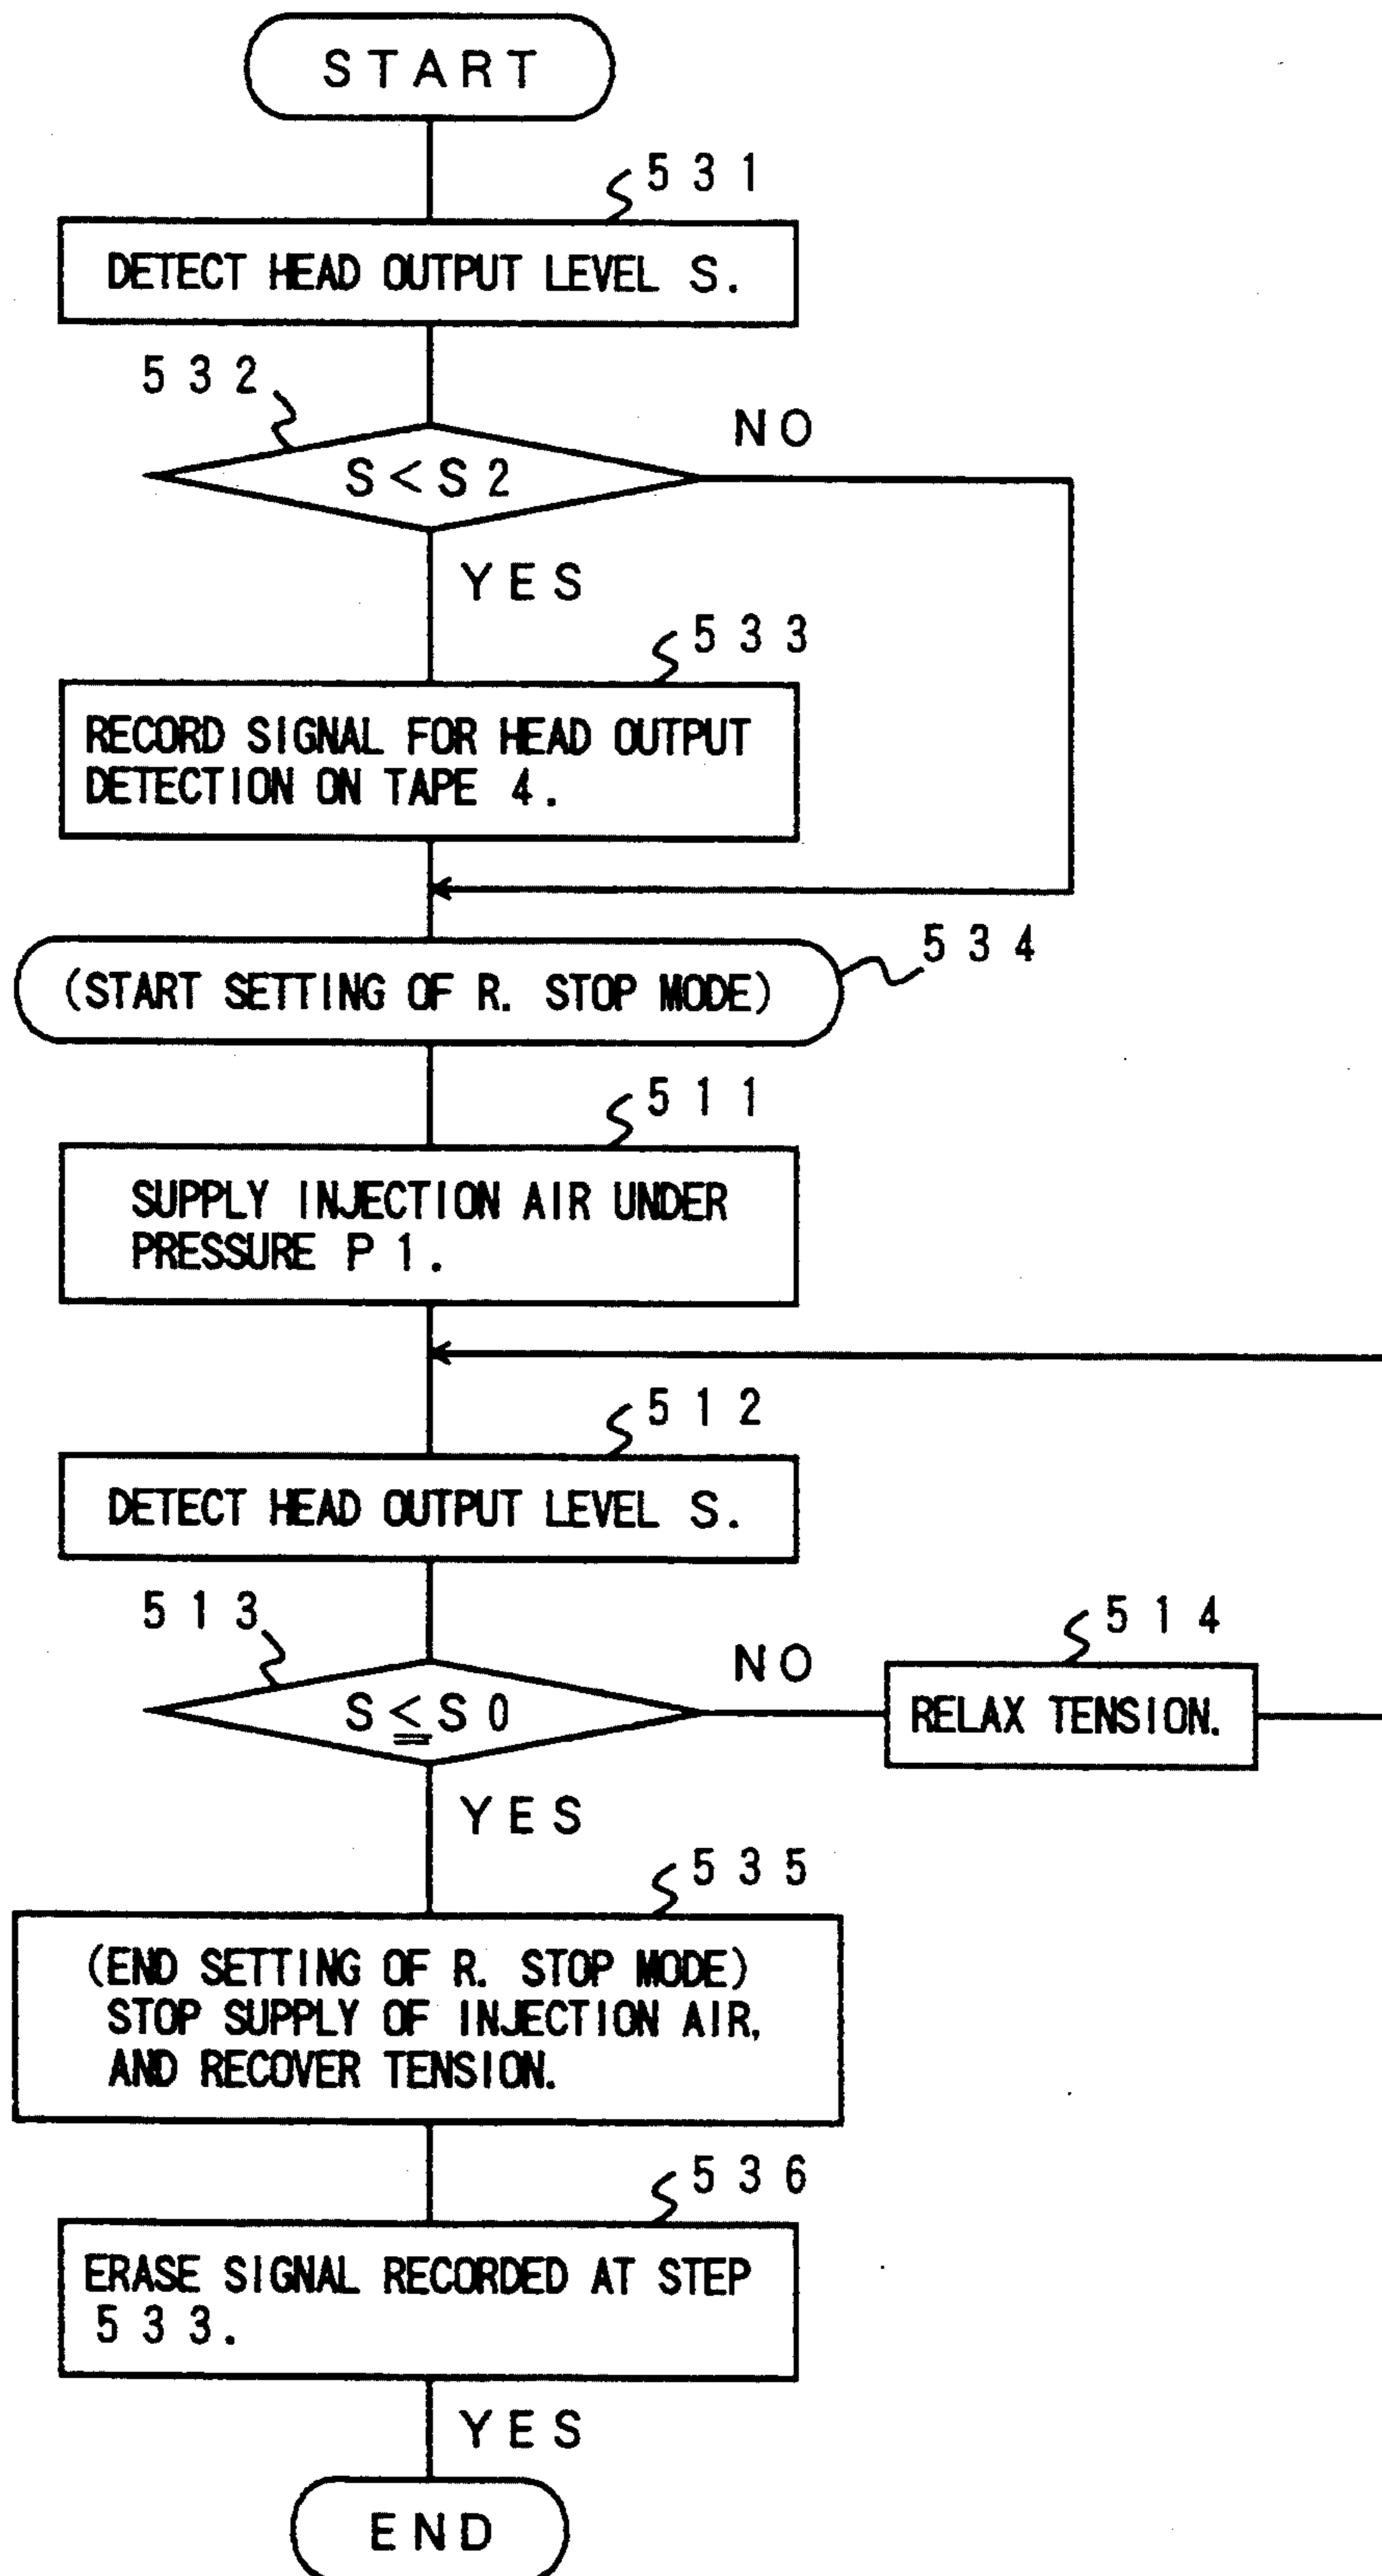 START
531
DETECT HEAD OUTPUT LEVEL S.
532
S<S2
NO
YES
533
RECORD SIGNAL FOR HEAD OUTPUT
DETECTION ON TAPE 4.
(START SETTING OF R. STOP MODE)
534
511
SUPPLY INJECTION AIR UNDER
PRESSURE P1.
512
DETECT HEAD OUTPUT LEVEL S.
513
S≦S0
NO
514
RELAX TENSION.
YES
535
(END SETTING OF R. STOP MODE)
STOP SUPPLY OF INJECTION AIR,
AND RECOVER TENSION.
536
ERASE SIGNAL RECORDED AT STEP
533.
YES
END